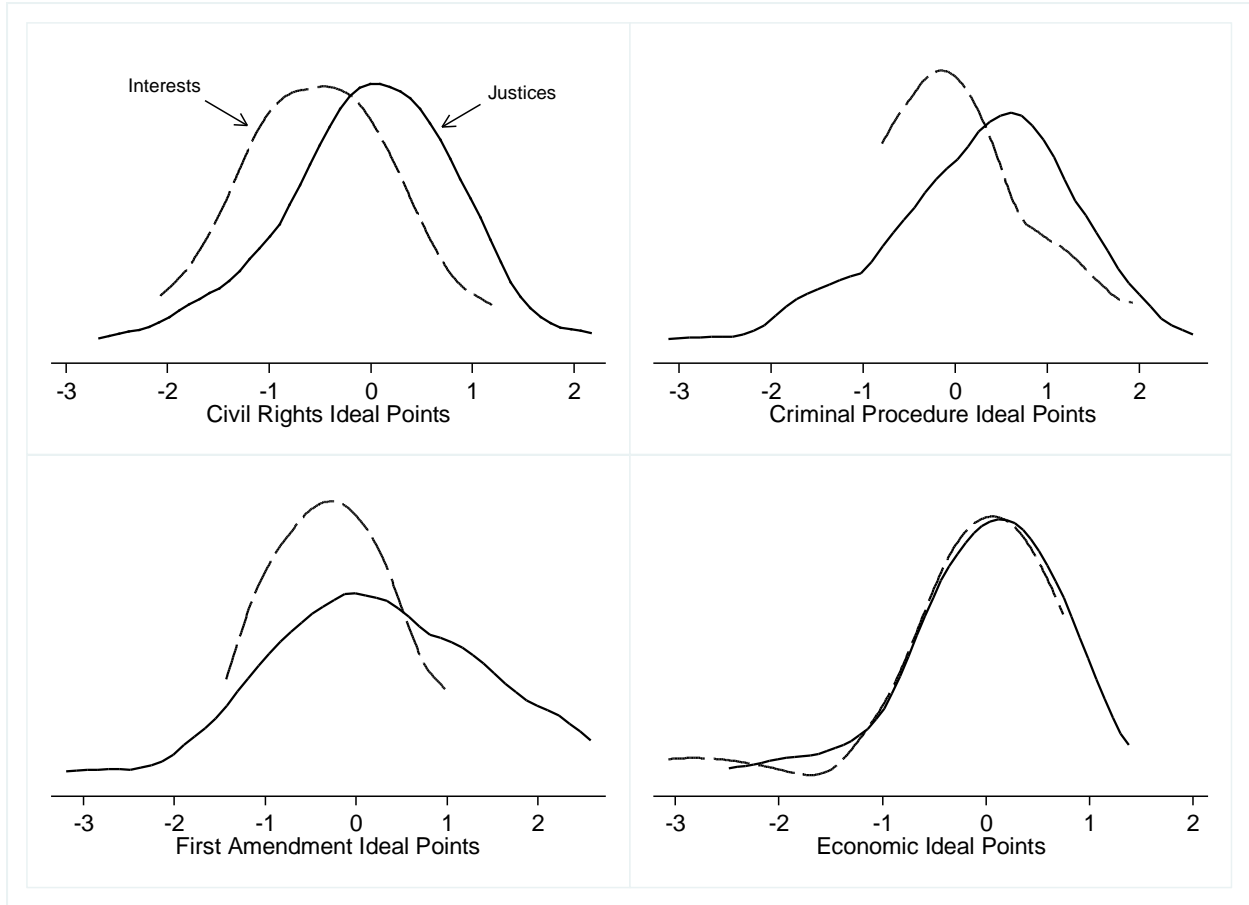 Interests
Justices
-3 -2 -1 0 1 2
Civil Rights Ideal Points
-3 -2 -1 0 1 2
Criminal Procedure Ideal Points
-3 -2 -1 0 1 2
First Amendment Ideal Points
-3 -2 -1 0 1 2
Economic Ideal Points